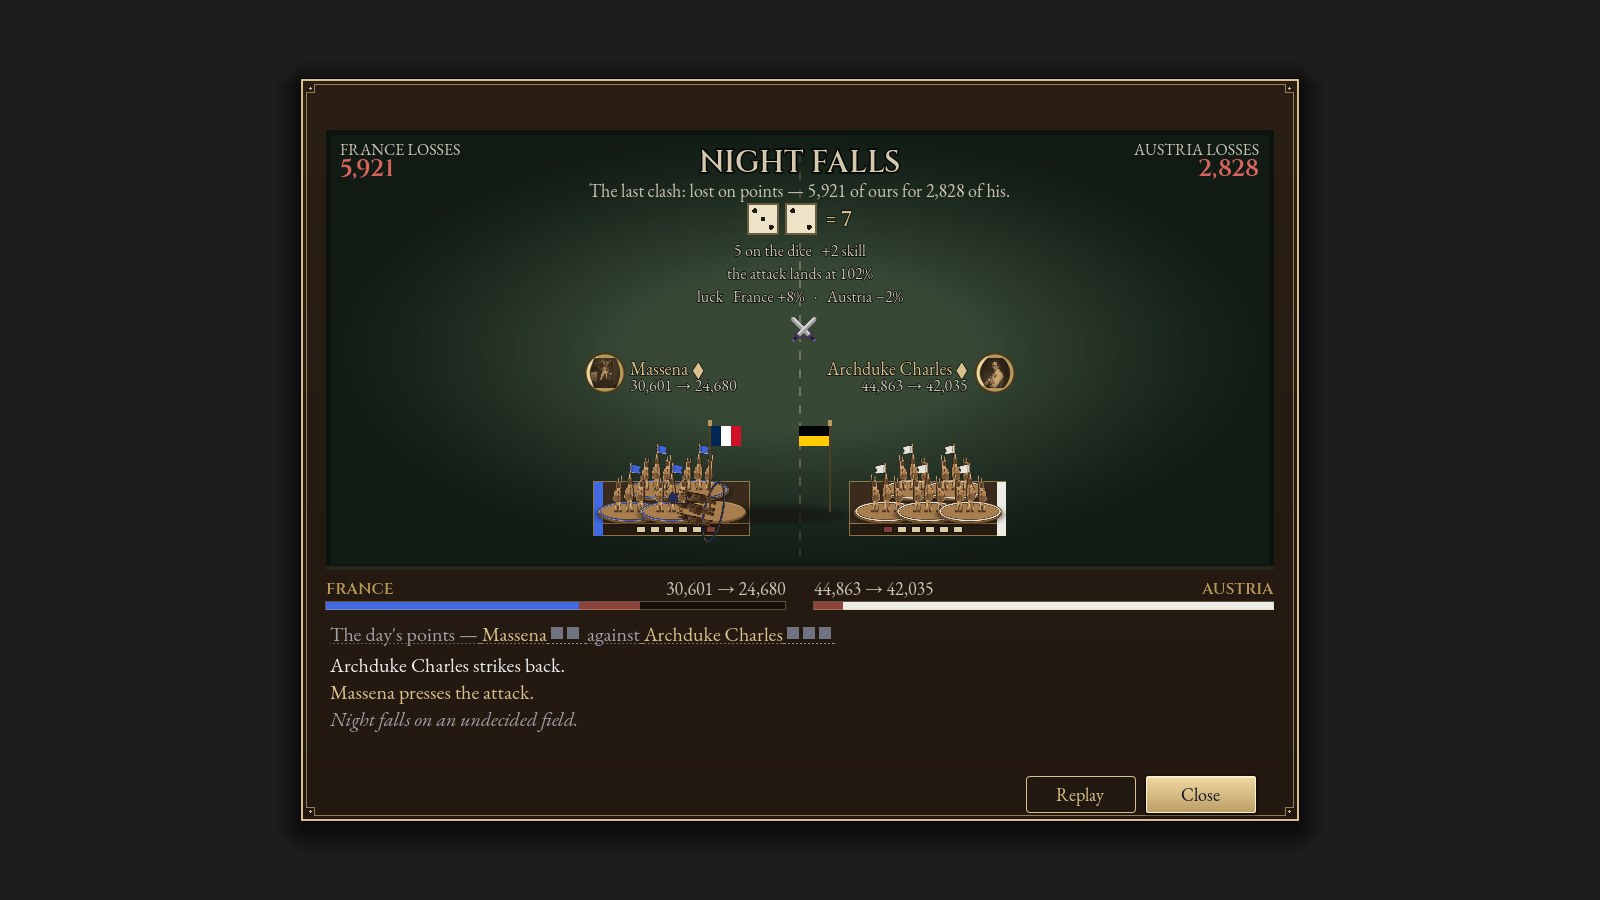 FRANCE LOSSES
5,921
NIGHT FALLS
AUSTRIA LOSSES
2,828
The last clash: lost on points — 5,921 of ours for 2,828 of his.
= 7
5 on the dice · +2 skill
the attack lands at 102%
luck France +8% · Austria −2%
Massena
30,601 → 24,680
Archduke Charles
44,863 → 42,035
FRANCE
30,601 → 24,680
44,863 → 42,035
AUSTRIA
The day's points — Massena against Archduke Charles
Archduke Charles strikes back.
Massena presses the attack.
Night falls on an undecided field.
Replay
Close